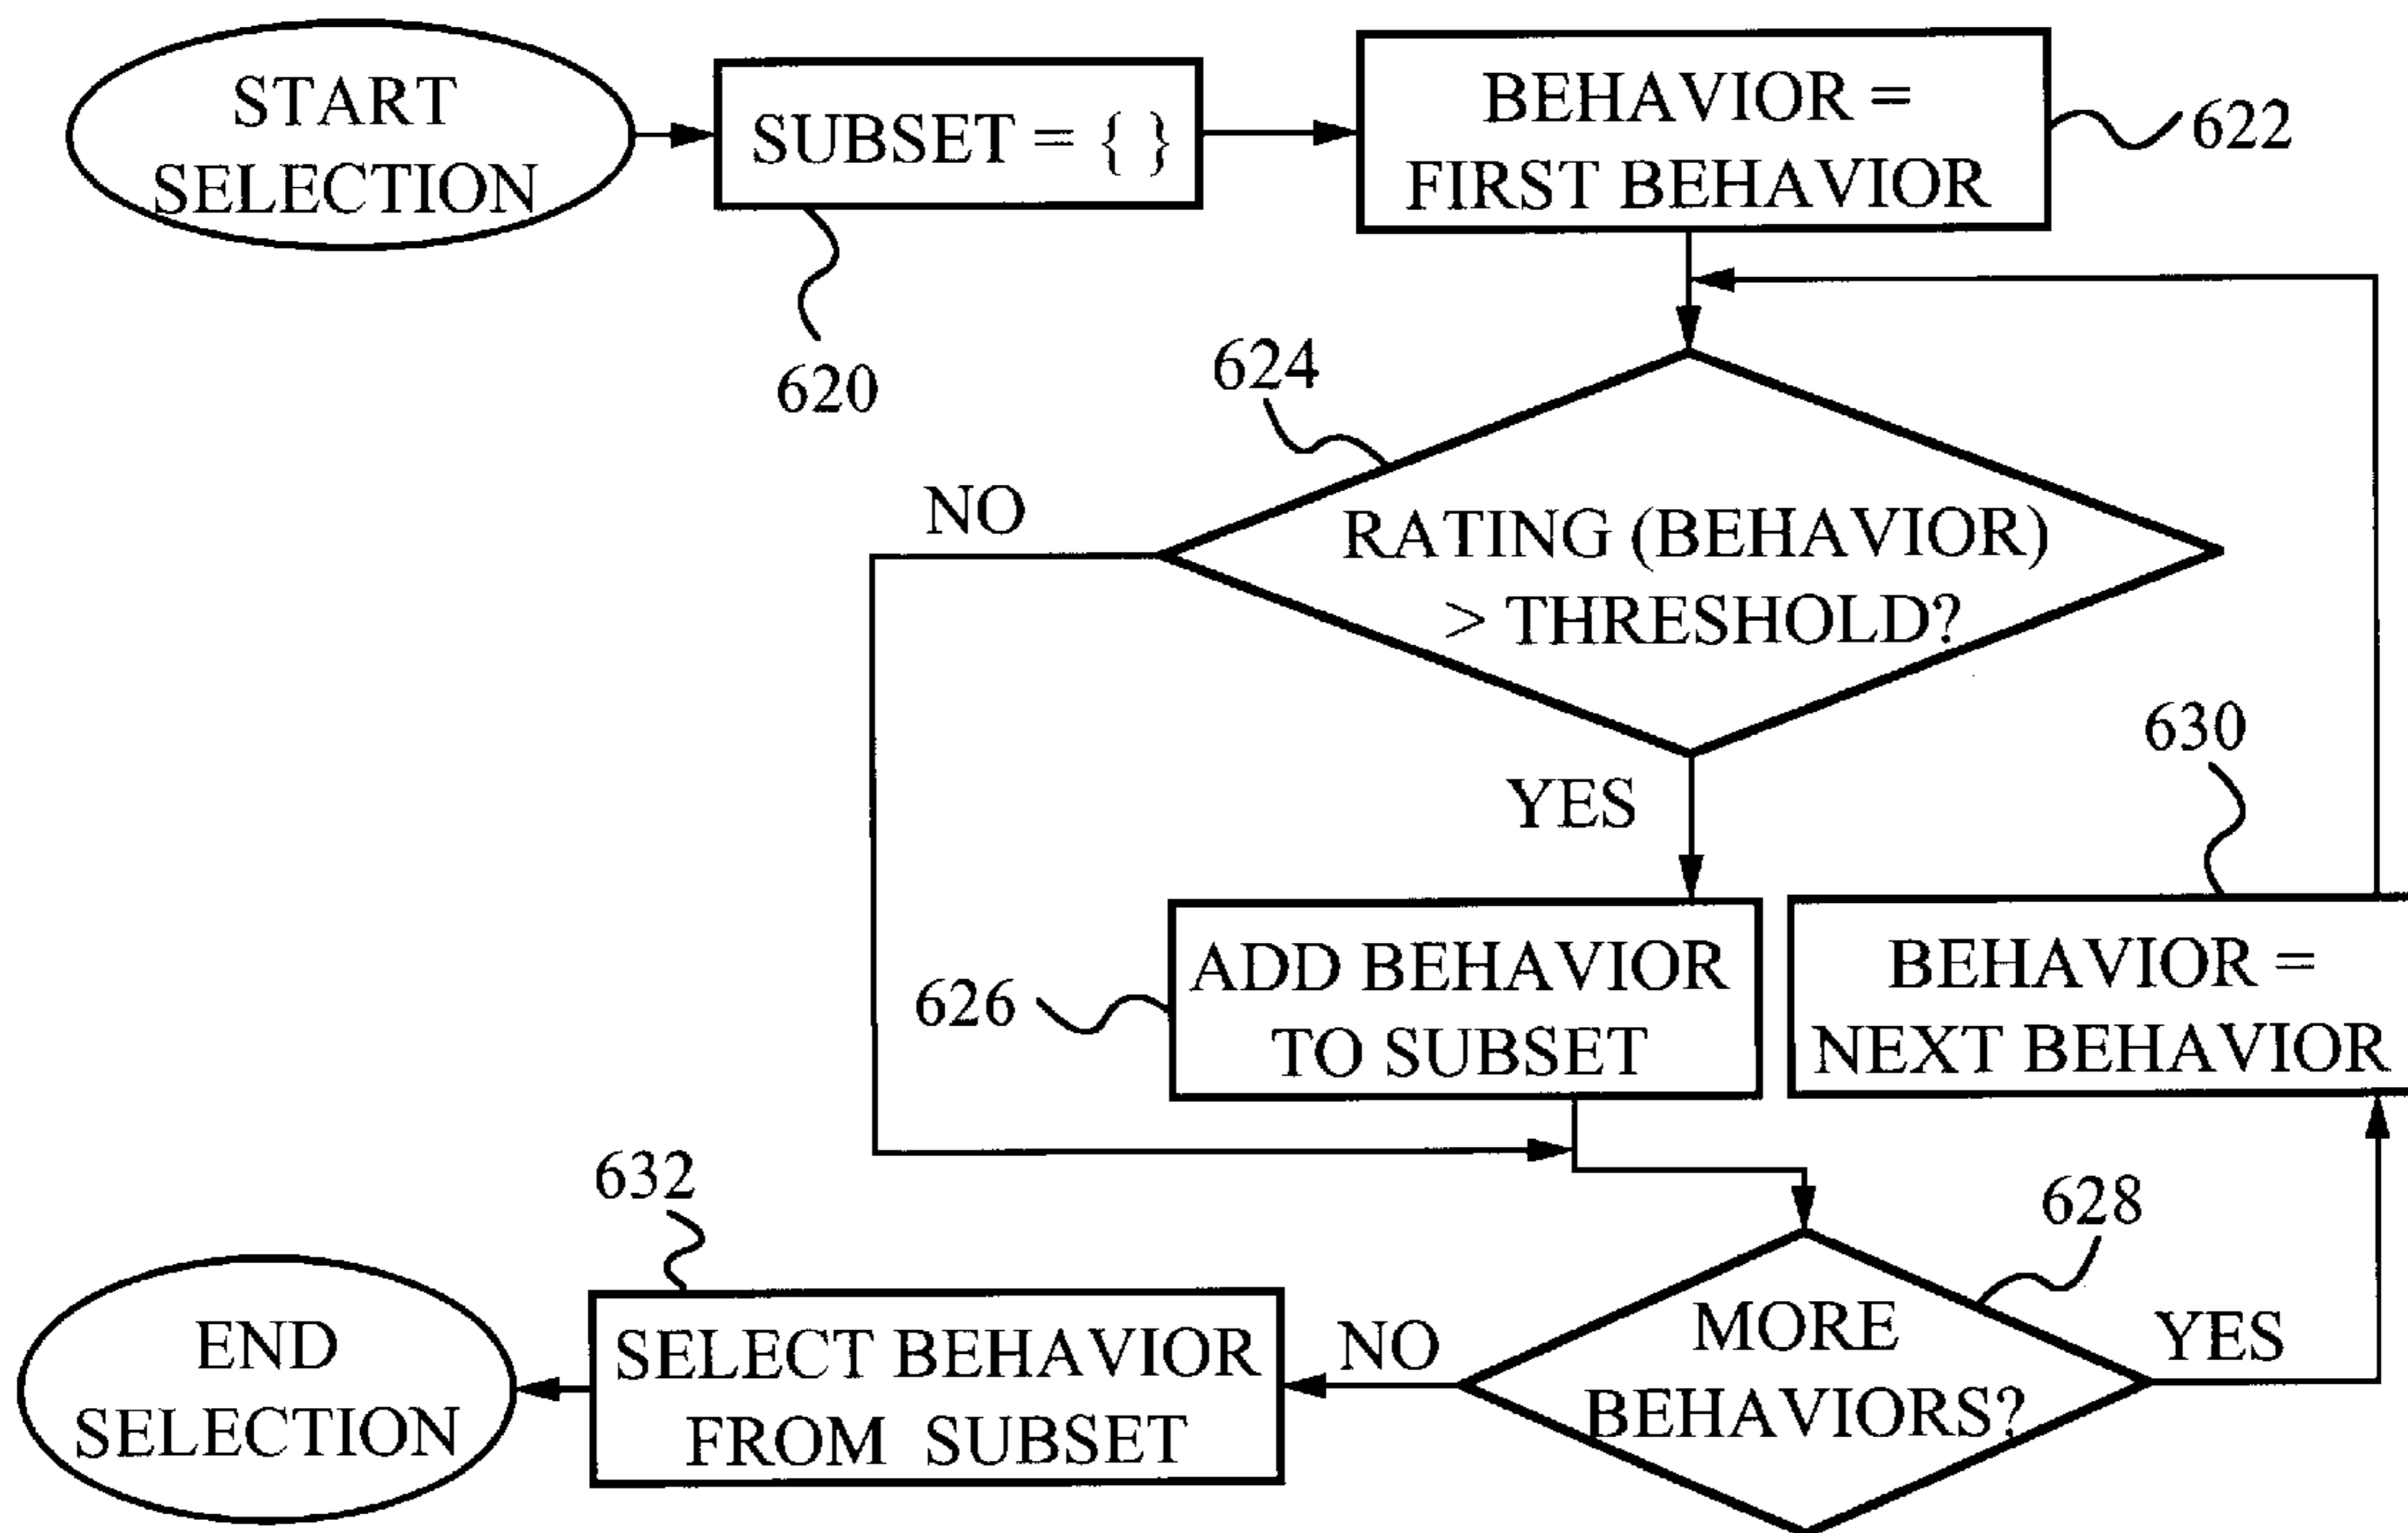 START
SELECTION
SUBSET = { }
620
BEHAVIOR =
FIRST BEHAVIOR
622
624
RATING (BEHAVIOR)
> THRESHOLD?
NO
YES
630
ADD BEHAVIOR
TO SUBSET
626
BEHAVIOR =
NEXT BEHAVIOR
632
628
END
SELECTION
SELECT BEHAVIOR
FROM SUBSET
NO
MORE
BEHAVIORS?
YES